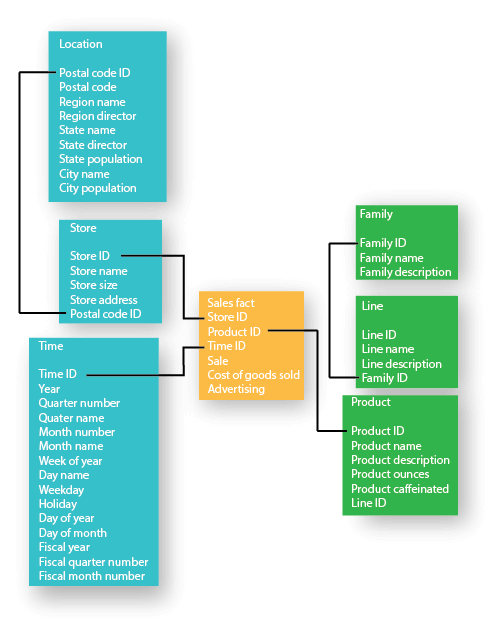 Location
Postal code ID
Postal code
Region name
Region director
State name
State director
State population
City name
City population
Store
Store ID
Store name
Store size
Store address
Postal code ID
Time
Time ID
Year
Quarter number
Quater name
Month number
Month name
Week of year
Day name
Weekday
Holiday
Day of year
Day of month
Fiscal year
Fiscal quarter number
Fiscal month number
Sales fact
Store ID
Product ID
Time ID
Sale
Cost of goods sold
Advertising
Family
Family ID
Family name
Family description
Line
Line ID
Line name
Line description
Family ID
Product
Product ID
Product name
Product description
Product ounces
Product caffeinated
Line ID